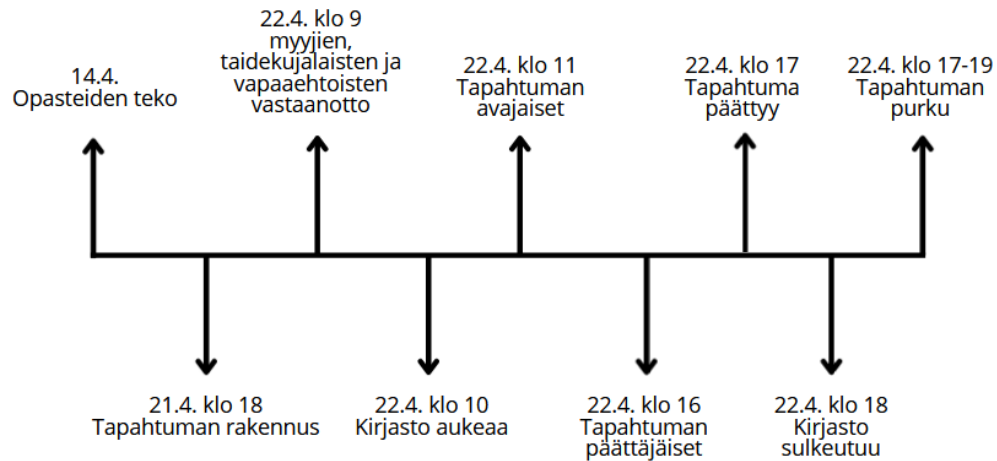 14.4.
Opasteiden teko
22.4. klo 9
myyjien,
taidekujalaisten ja
vapaaehtoisten
vastaanotto
22.4. klo 11
Tapahtuman
avajaiset
22.4. klo 17
Tapahtuma
päättyy
22.4. klo 17-19
Tapahtuman
purku
21.4. klo 18
Tapahtuman rakennus
22.4. klo 10
Kirjasto aukeaa
22.4. klo 16
Tapahtuman
päättäjäiset
22.4. klo 18
Kirjasto
sulkeutuu